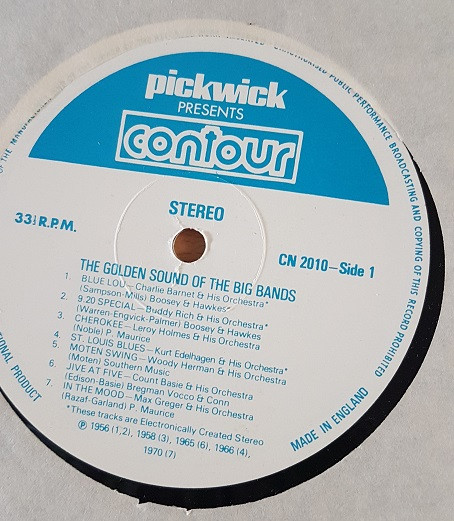 pickwick
PRESENTS
contour
STEREO
33⅓ R.P.M.
CN 2010-Side 1
THE GOLDEN SOUND OF THE BIG BANDS
1. BLUE LOU-Charlie Barnet & His Orchestra*
(Sampson-Mills) Boosey & Hawkes
2. 9.20 SPECIAL-Buddy Rich & His Orchestra*
(Warren-Engvick-Palmer) Boosey & Hawkes
3. CHEROKEE-Leroy Holmes & His Orchestra
(Noble) P. Maurice
4. ST. LOUIS BLUES-Kurt Edelhagen & His Orchestra*
5. MOTEN SWING-Woody Herman & His Orchestra
(Moten) Southern Music
6. JIVE AT FIVE-Count Basie & His Orchestra
(Edison-Basie) Bregman Vocco & Conn
7. IN THE MOOD-Max Greger & His Orchestra
(Razaf-Garland) P. Maurice
*These tracks are Electronically Created Stereo
℗ 1956 (1,2), 1958 (3), 1965 (6), 1966 (4),
1970 (7)
PUBLIC PERFORMANCE BROADCASTING AND COPYING OF THIS RECORD PROHIBITED
MADE IN ENGLAND
PRODUCT
OF THE